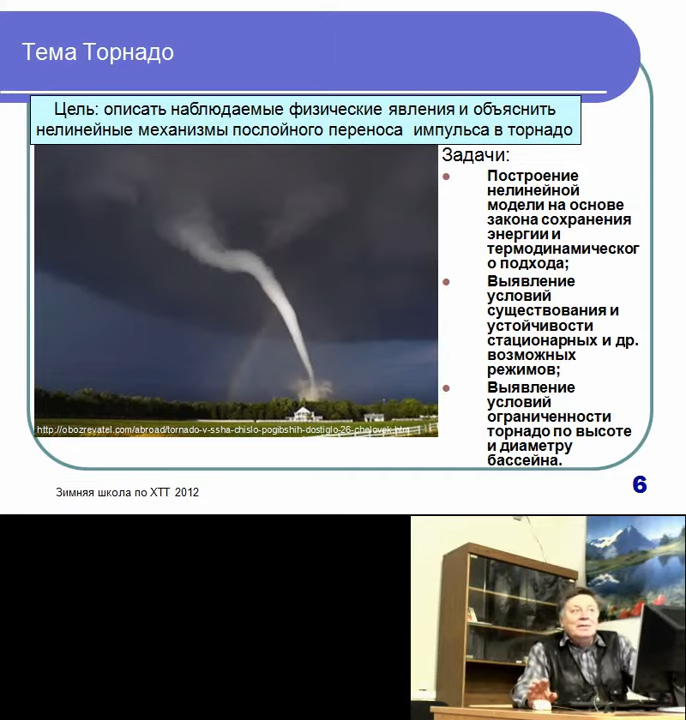 Тема Торнадо
Цель: описать наблюдаемые физические явления и объяснить
нелинейные механизмы послойного переноса импульса в торнадо
Задачи:
Построение
нелинейной
модели на основе
закона сохранения
энергии и
термодинамическог
о подхода;
Выявление
условий
существования и
устойчивости
стационарных и др.
возможных
режимов;
Выявление
условий
ограниченности
торнадо по высоте
и диаметру
бассейна.
http://obozrevatel.com/abroad/tornado-v-ssha-chislo-pogibshih-dostiglo-26-chelovek.htm
Зимняя школа по ХТТ 2012
6